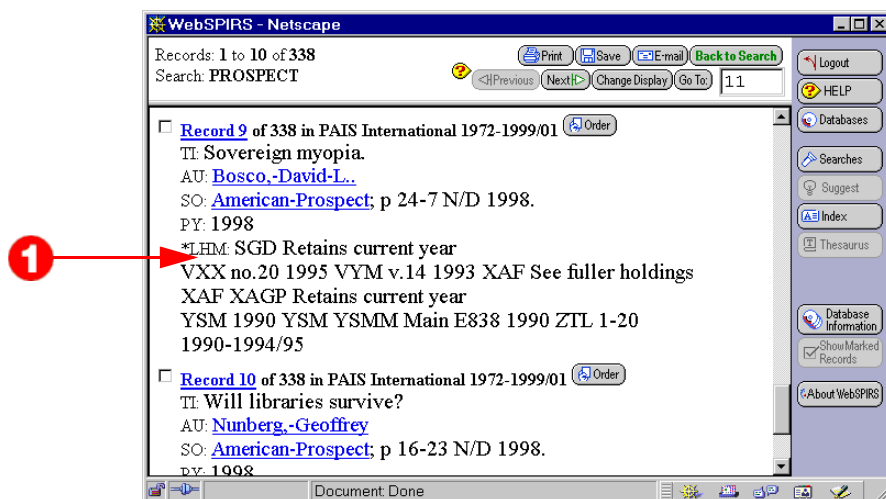 WebSPIRS - Netscape
Records: 1 to 10 of 338
Search: PROSPECT
Print
Save
E-mail
Back to Search
Previous
Next
Change Display
Go To:
11
Logout
HELP
Databases
Searches
Suggest
Index
Thesaurus
Database
Information
Show Marked
Records
About WebSPIRS
Record 9 of 338 in PAIS International 1972-1999/01
Order
TI: Sovereign myopia.
AU: Bosco,-David-L..
SO: American-Prospect; p 24-7 N/D 1998.
PY: 1998
1
*LHM: SGD Retains current year
VXX no.20 1995 VYM v.14 1993 XAF See fuller holdings
XAF XAGP Retains current year
YSM 1990 YSM YSMM Main E838 1990 ZTL 1-20
1990-1994/95
Record 10 of 338 in PAIS International 1972-1999/01
Order
TI: Will libraries survive?
AU: Nunberg,-Geoffrey
SO: American-Prospect; p 16-23 N/D 1998.
PY: 1998
Document: Done